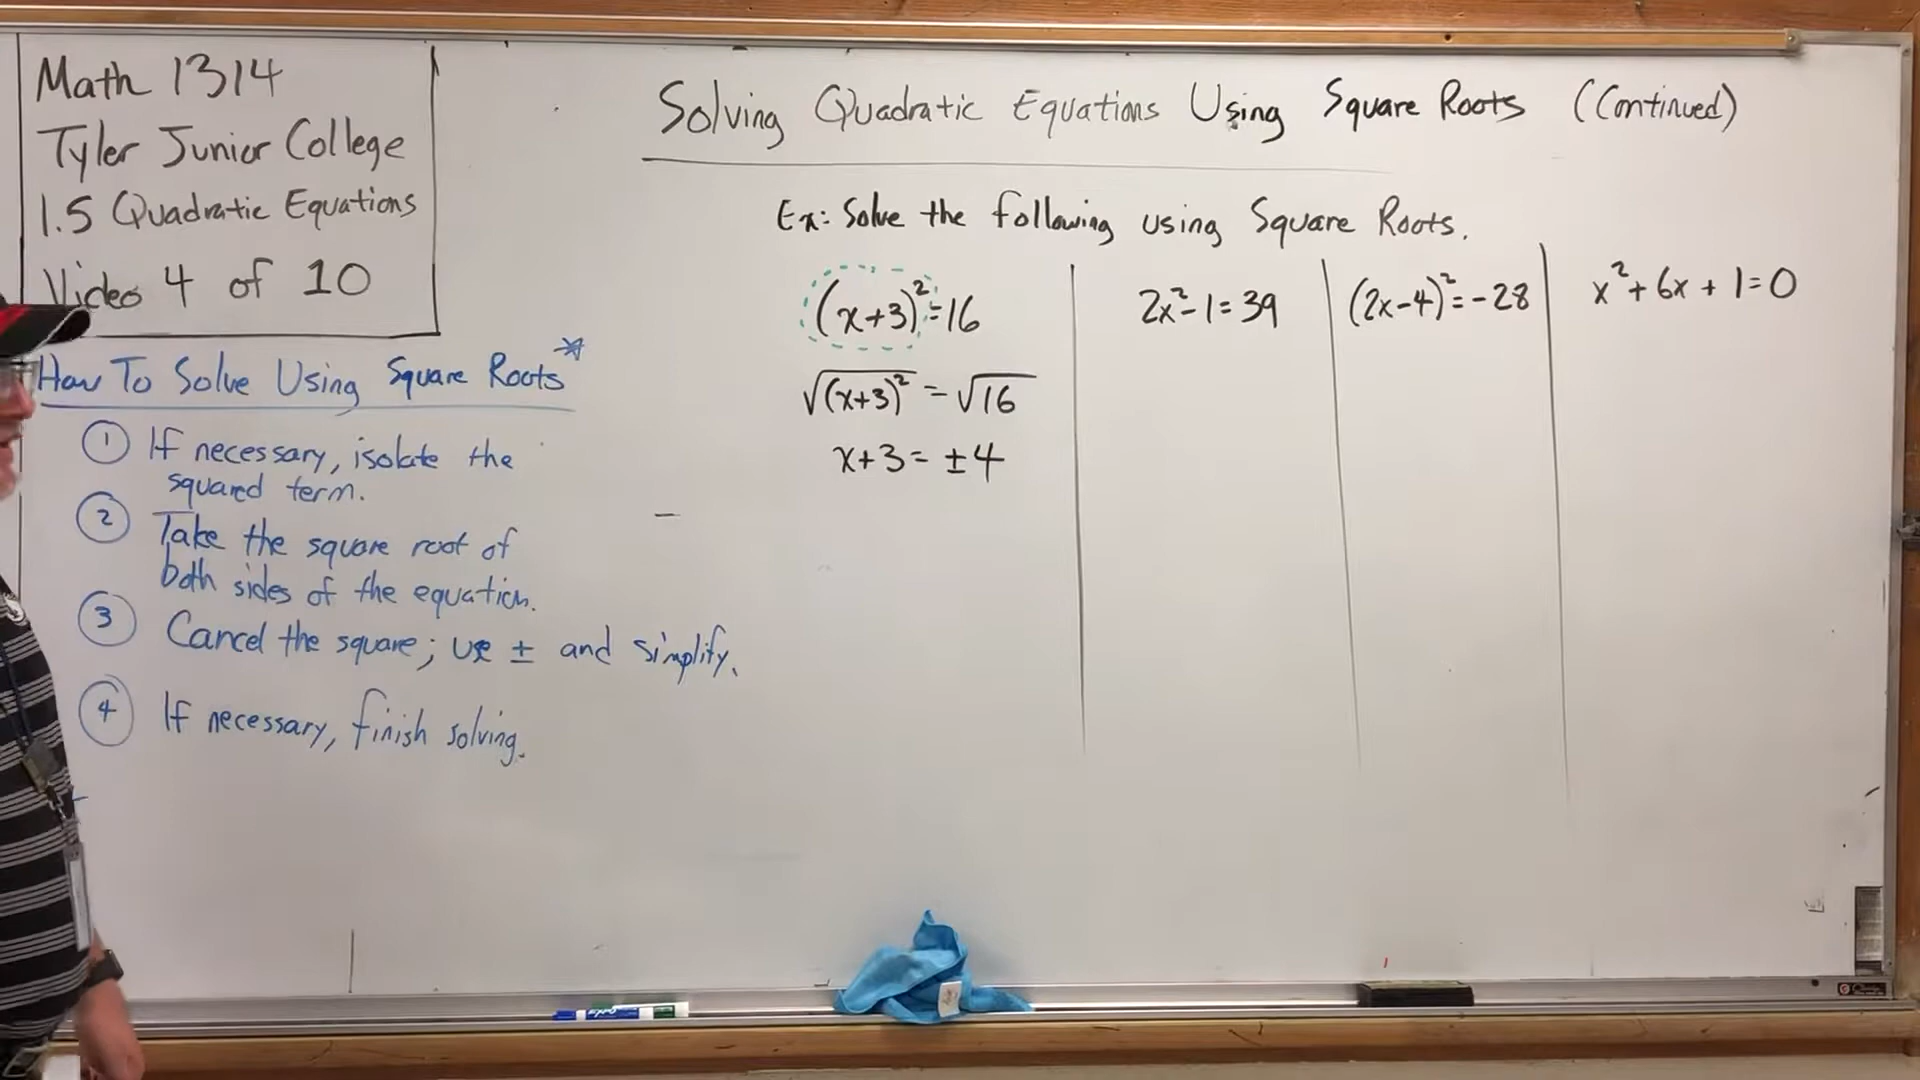 Math 1314
Tyler Junior College
1.5 Quadratic Equations
Video 4 of 10
How To Solve Using Square Roots*
① If necessary, isolate the
squared term.
② Take the square root of
both sides of the equation.
③ Cancel the square; use ± and simplify.
④ If necessary, finish solving.
Solving Quadratic Equations Using Square Roots (Continued)
Ex: Solve the following using Square Roots.
(x+3)²=16
√(x+3)² = √16
x+3= ±4
2x²-1=39
(2x-4)²=-28
x²+6x+1=0